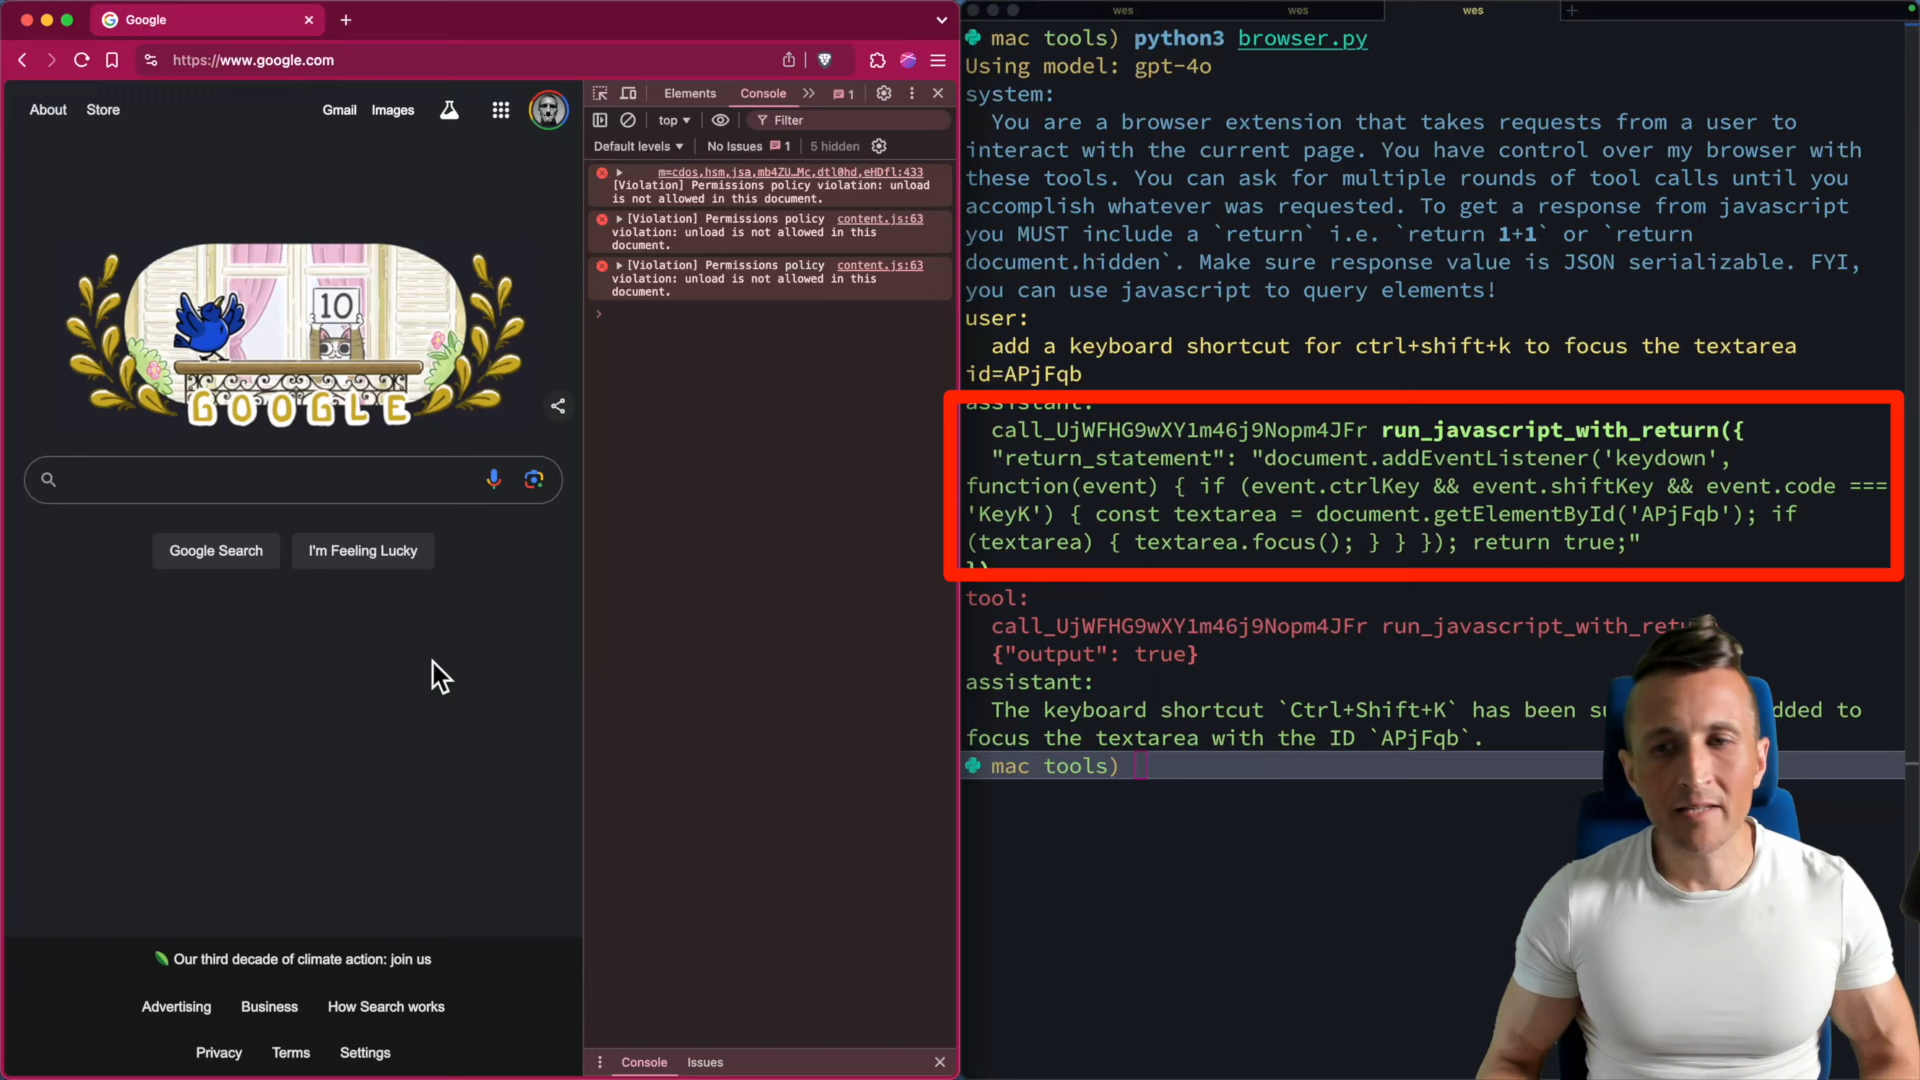 Google
https://www.google.com
About
Store
Gmail
Images
10
GOOGLE
Google Search
I'm Feeling Lucky
Our third decade of climate action: join us
Advertising
Business
How Search works
Privacy
Terms
Settings
Elements
Console
1
top
Filter
Default levels
No Issues
1
5 hidden
m=cdos,hsm,jsa,mb4ZU…Mc,dtl0hd,eHDfl:433
[Violation] Permissions policy violation: unload
is not allowed in this document.
[Violation] Permissions policy content.js:63
violation: unload is not allowed in this
document.
[Violation] Permissions policy content.js:63
violation: unload is not allowed in this
document.
Console
Issues
wes
wes
wes
mac tools) python3 browser.py
Using model: gpt-4o
system:
You are a browser extension that takes requests from a user to
interact with the current page. You have control over my browser with
these tools. You can ask for multiple rounds of tool calls until you
accomplish whatever was requested. To get a response from javascript
you MUST include a `return` i.e. `return 1+1` or `return
document.hidden`. Make sure response value is JSON serializable. FYI,
you can use javascript to query elements!
user:
add a keyboard shortcut for ctrl+shift+k to focus the textarea
id=APjFqb
assistant:
call_UjWFHG9wXY1m46j9Nopm4JFr run_javascript_with_return({
"return_statement": "document.addEventListener('keydown',
function(event) { if (event.ctrlKey && event.shiftKey && event.code ===
'KeyK') { const textarea = document.getElementById('APjFqb'); if
(textarea) { textarea.focus(); } } }); return true;"
})
tool:
call_UjWFHG9wXY1m46j9Nopm4JFr run_javascript_with_retu
{"output": true}
assistant:
The keyboard shortcut `Ctrl+Shift+K` has been su dded to
focus the textarea with the ID `APjFqb`.
mac tools)